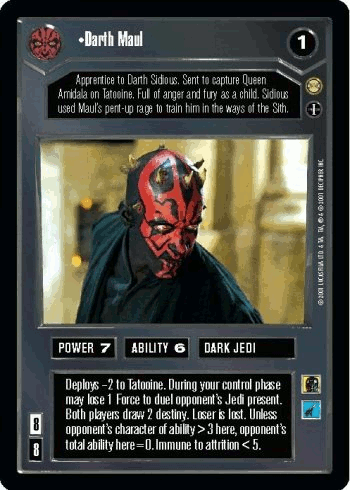 •Darth Maul
1
Apprentice to Darth Sidious. Sent to capture Queen
Amidala on Tatooine. Full of anger and fury as a child. Sidious
used Maul's pent-up rage to train him in the ways of the Sith.
POWER 7
ABILITY 6
DARK JEDI
Deploys –2 to Tatooine. During your control phase
may lose 1 Force to duel opponent's Jedi present.
Both players draw 2 destiny. Loser is lost. Unless
opponent's character of ability > 3 here, opponent's
total ability here = 0. Immune to attrition < 5.
8
8